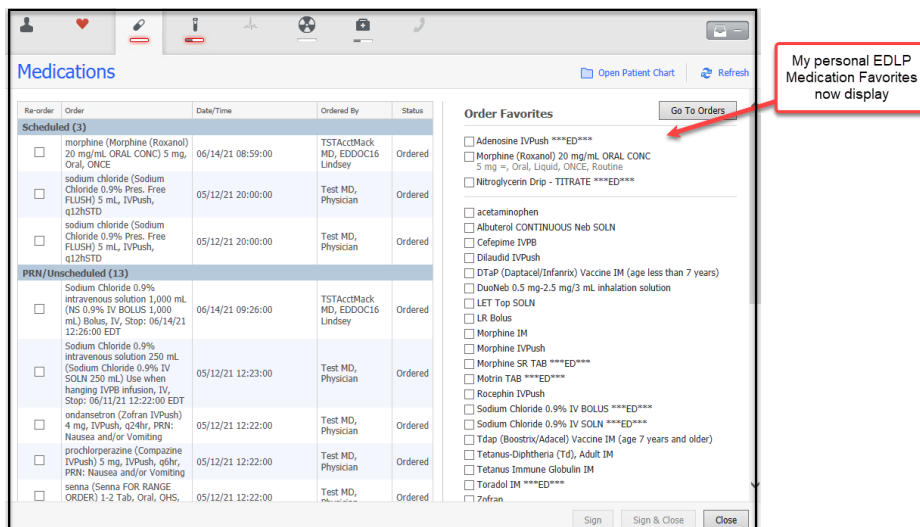 Medications
Open Patient Chart
Refresh
My personal EDLP
Medication Favorites
now display
Re-order Order Date/Time Ordered By Status
Scheduled (3)
morphine (Morphine (Roxanol)
20 mg/mL ORAL CONC) 5 mg,
Oral, ONCE
06/14/21 08:59:00
TSTAcctMack
MD, EDDOC16
Lindsey
Ordered
sodium chloride (Sodium
Chloride 0.9% Pres. Free
FLUSH) 5 mL, IVPush,
q12hSTD
05/12/21 20:00:00
Test MD,
Physician
Ordered
sodium chloride (Sodium
Chloride 0.9% Pres. Free
FLUSH) 5 mL, IVPush,
q12hSTD
05/12/21 20:00:00
Test MD,
Physician
Ordered
PRN/Unscheduled (13)
Sodium Chloride 0.9%
intravenous solution 1,000 mL
(NS 0.9% IV BOLUS 1,000
mL) Bolus, IV, Stop: 06/14/21
12:26:00 EDT
06/14/21 09:26:00
TSTAcctMack
MD, EDDOC16
Lindsey
Ordered
Sodium Chloride 0.9%
intravenous solution 250 mL
(Sodium Chloride 0.9% IV
SOLN 250 mL) Use when
hanging IVPB infusion, IV,
Stop: 06/11/21 12:22:00 EDT
05/12/21 12:23:00
Test MD,
Physician
Ordered
ondansetron (Zofran IVPush)
4 mg, IVPush, q24hr, PRN:
Nausea and/or Vomiting
05/12/21 12:22:00
Test MD,
Physician
Ordered
prochlorperazine (Compazine
IVPush) 5 mg, IVPush, q6hr,
PRN: Nausea and/or Vomiting
05/12/21 12:22:00
Test MD,
Physician
Ordered
senna (Senna FOR RANGE
ORDER) 1-2 Tab, Oral, QHS,
05/12/21 12:22:00
Test MD,
Physician
Ordered
Order Favorites
Go To Orders
Adenosine IVPush ***ED***
Morphine (Roxanol) 20 mg/mL ORAL CONC
5 mg =, Oral, Liquid, ONCE, Routine
Nitroglycerin Drip - TITRATE ***ED***
acetaminophen
Albuterol CONTINUOUS Neb SOLN
Cefepime IVPB
Dilaudid IVPush
DTaP (Daptacel/Infanrix) Vaccine IM (age less than 7 years)
DuoNeb 0.5 mg-2.5 mg/3 mL inhalation solution
LET Top SOLN
LR Bolus
Morphine IM
Morphine IVPush
Morphine SR TAB ***ED***
Motrin TAB ***ED***
Rocephin IVPush
Sodium Chloride 0.9% IV BOLUS ***ED***
Sodium Chloride 0.9% IV SOLN ***ED***
Tdap (Boostrix/Adacel) Vaccine IM (age 7 years and older)
Tetanus-Diphtheria (Td), Adult IM
Tetanus Immune Globulin IM
Toradol IM ***ED***
Zofran
Sign
Sign & Close
Close